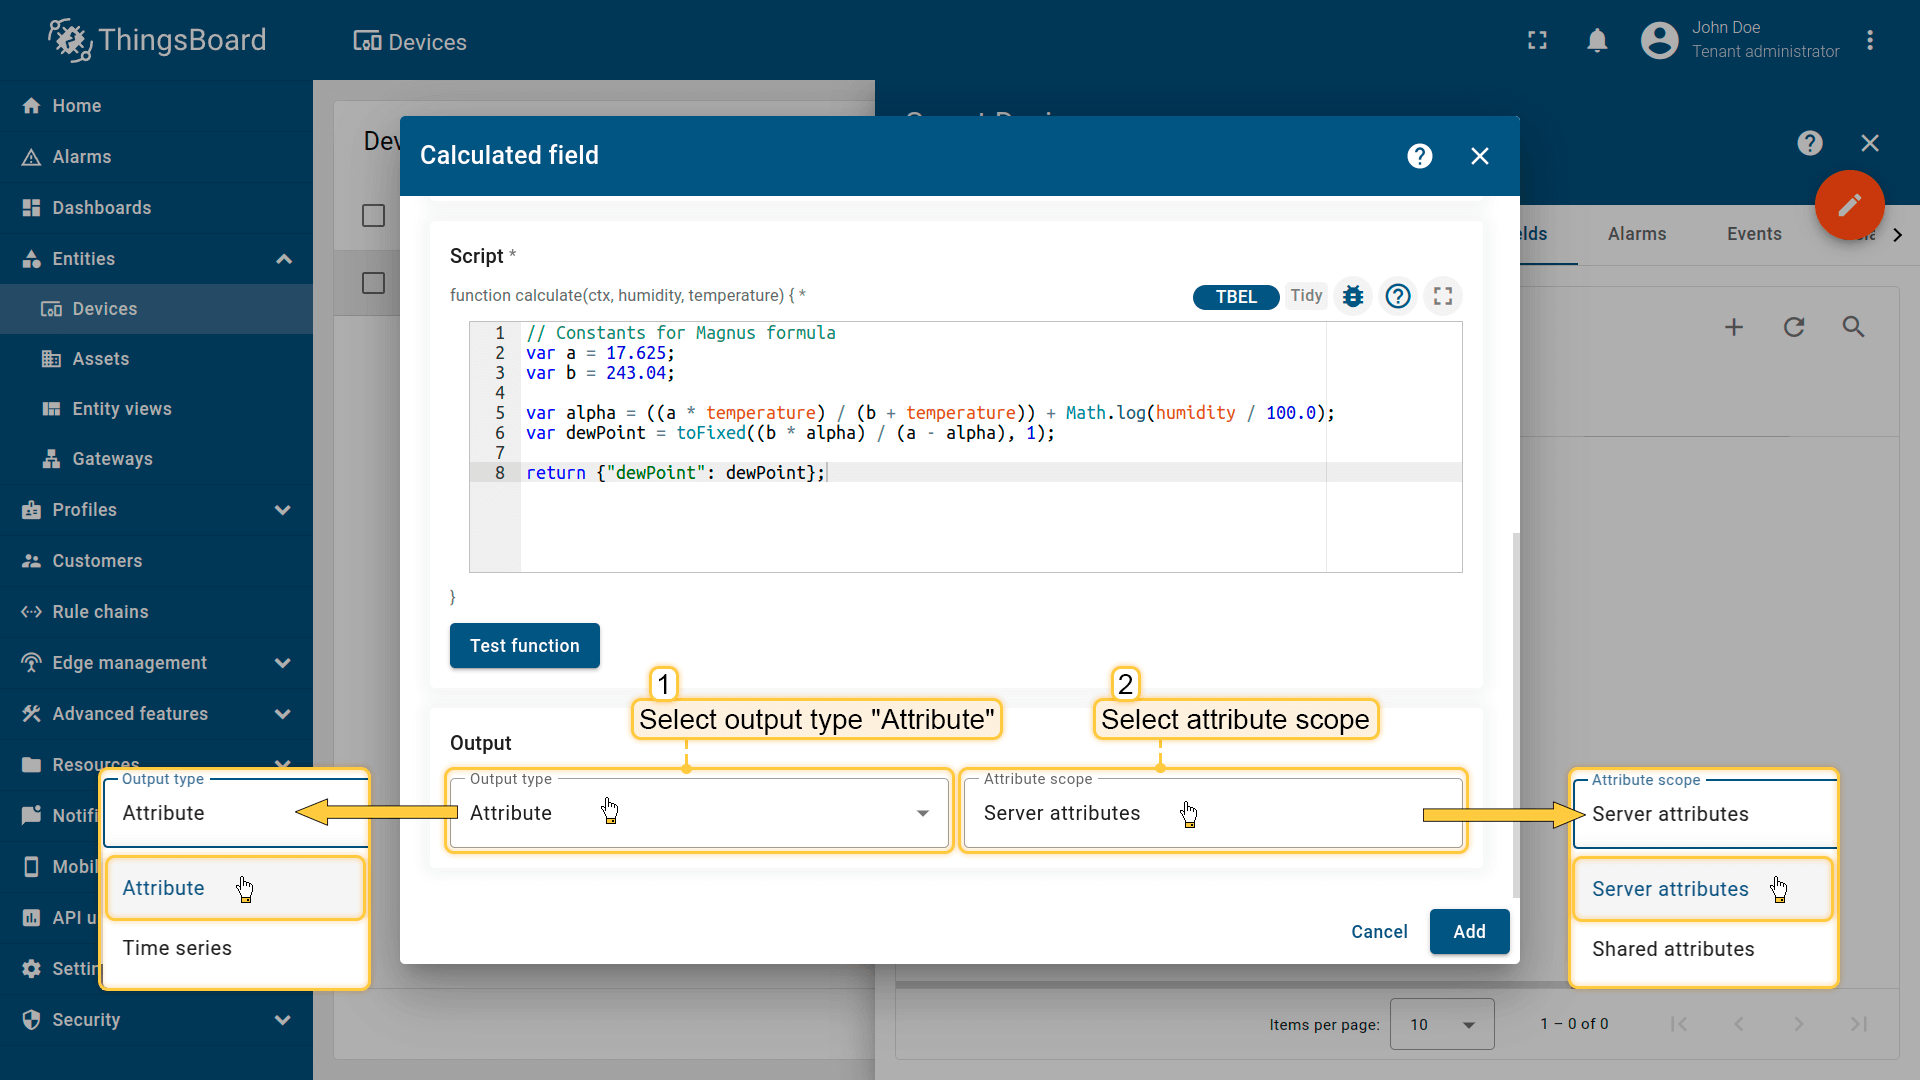 ThingsBoard
Devices
John Doe
Tenant administrator
Home
Alarms
Dashboards
Entities
Devices
Assets
Entity views
Gateways
Profiles
Customers
Rule chains
Edge management
Advanced features
Resources
Notifi
Mobil
API u
Settin
Security
Dev
Calculated field
Alarms
Events
Script *
function calculate(ctx, humidity, temperature) { *
TBEL
Tidy
1 // Constants for Magnus formula
2 var a = 17.625;
3 var b = 243.04;
4
5 var alpha = ((a * temperature) / (b + temperature)) + Math.log(humidity / 100.0);
6 var dewPoint = toFixed((b * alpha) / (a - alpha), 1);
7
8 return {"dewPoint": dewPoint};
}
Test function
1
Select output type "Attribute"
2
Select attribute scope
Output
Output type
Attribute
Attribute scope
Server attributes
Output type
Attribute
Attribute
Time series
Attribute scope
Server attributes
Server attributes
Shared attributes
Cancel
Add
Items per page:
10
1 – 0 of 0